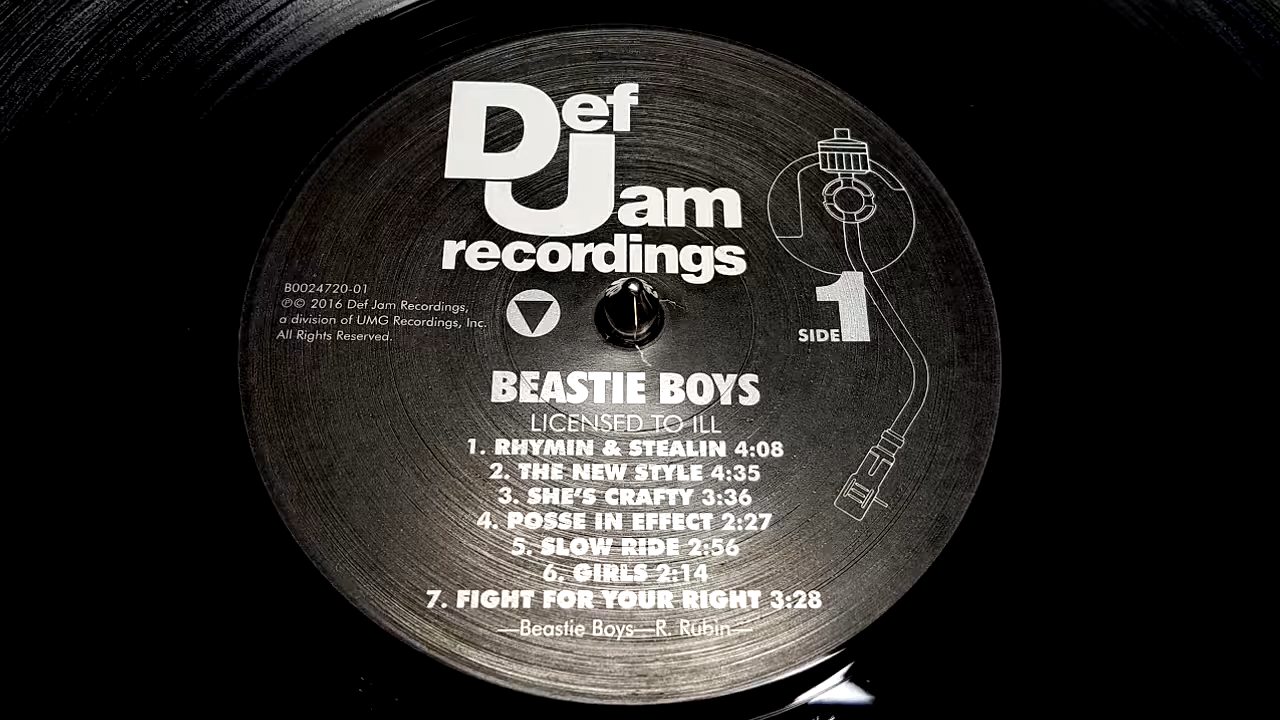 Def
Jam
recordings
B0024720-01
℗© 2016 Def Jam Recordings,
a division of UMG Recordings, Inc.
All Rights Reserved.
SIDE 1
BEASTIE BOYS
LICENSED TO ILL
1. RHYMIN & STEALIN 4:08
2. THE NEW STYLE 4:35
3. SHE'S CRAFTY 3:36
4. POSSE IN EFFECT 2:27
5. SLOW RIDE 2:56
6. GIRLS 2:14
7. FIGHT FOR YOUR RIGHT 3:28
—Beastie Boys—R. Rubin—